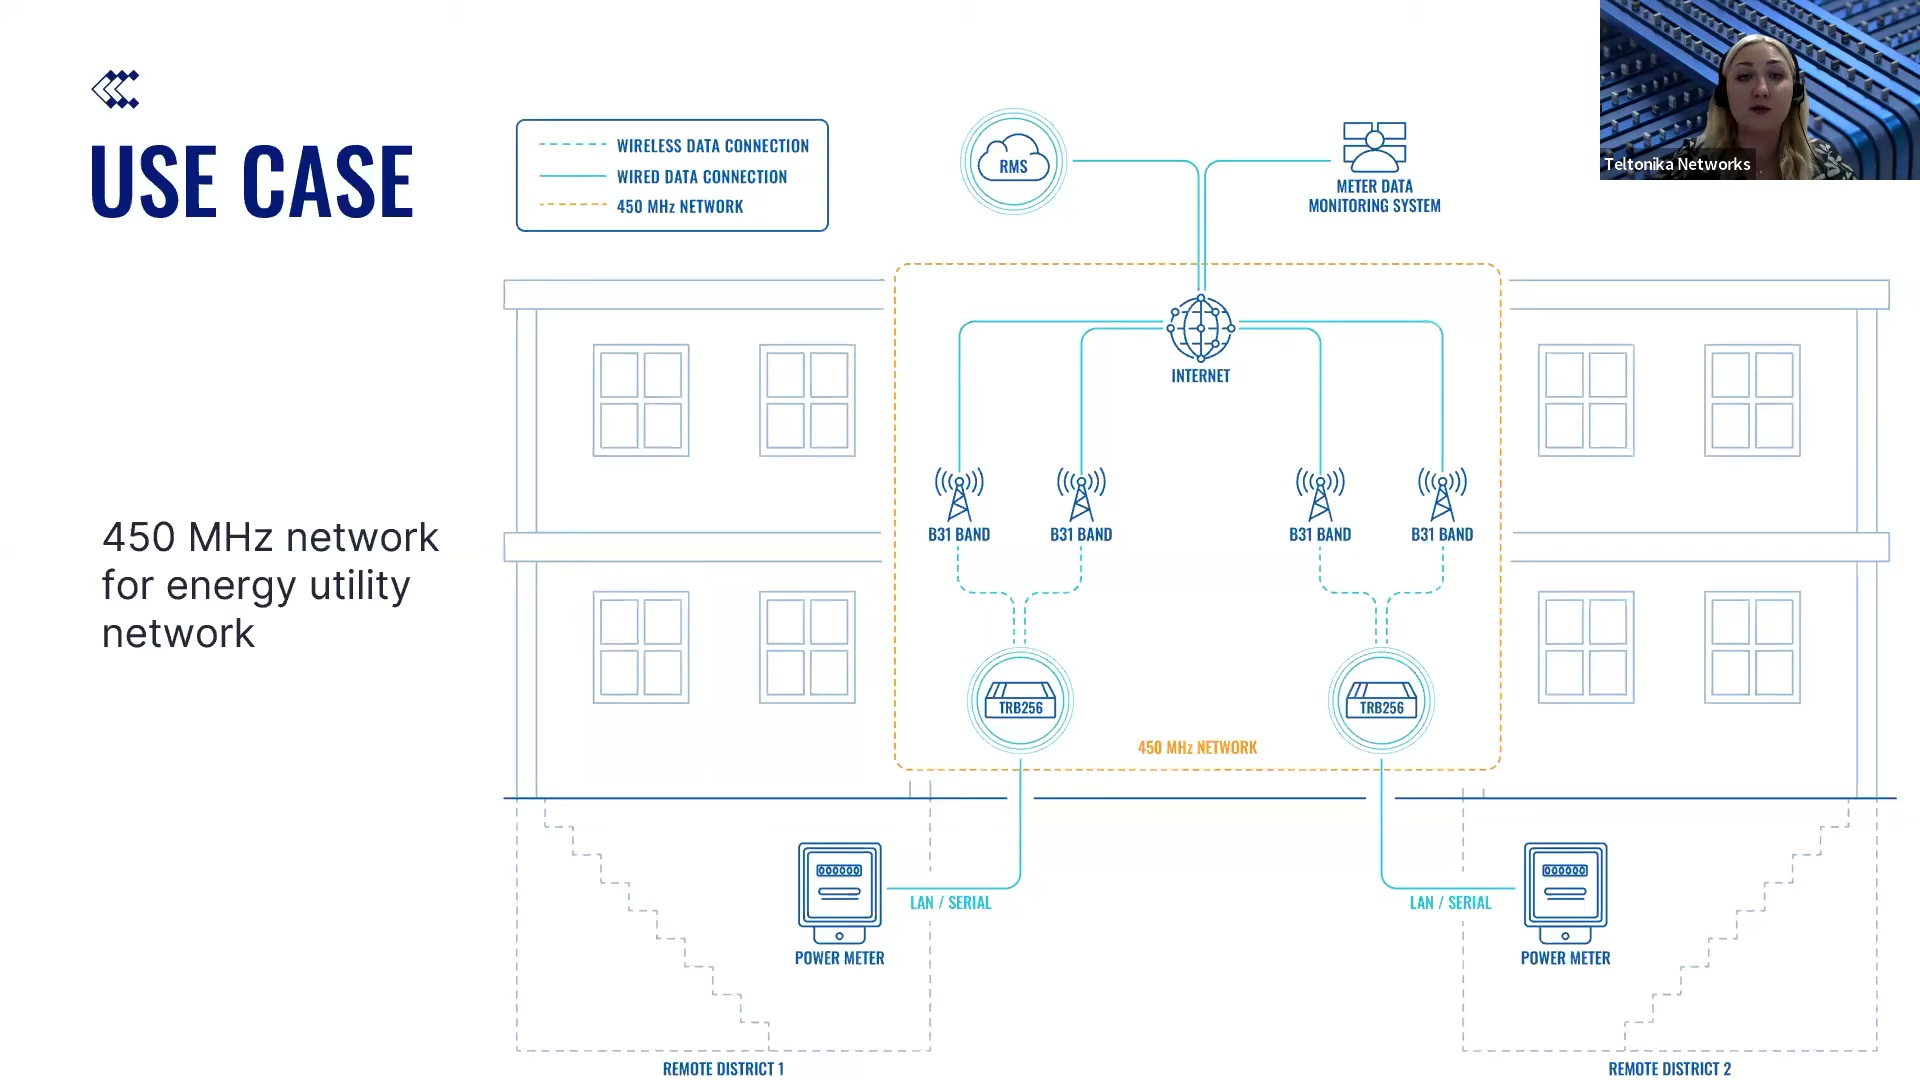 USE CASE
450 MHz network
for energy utility
network
WIRELESS DATA CONNECTION
WIRED DATA CONNECTION
450 MHz NETWORK
RMS
METER DATA
MONITORING SYSTEM
Teltonika Networks
INTERNET
B31 BAND
B31 BAND
B31 BAND
B31 BAND
TRB256
TRB256
450 MHz NETWORK
LAN / SERIAL
LAN / SERIAL
POWER METER
POWER METER
REMOTE DISTRICT 1
REMOTE DISTRICT 2